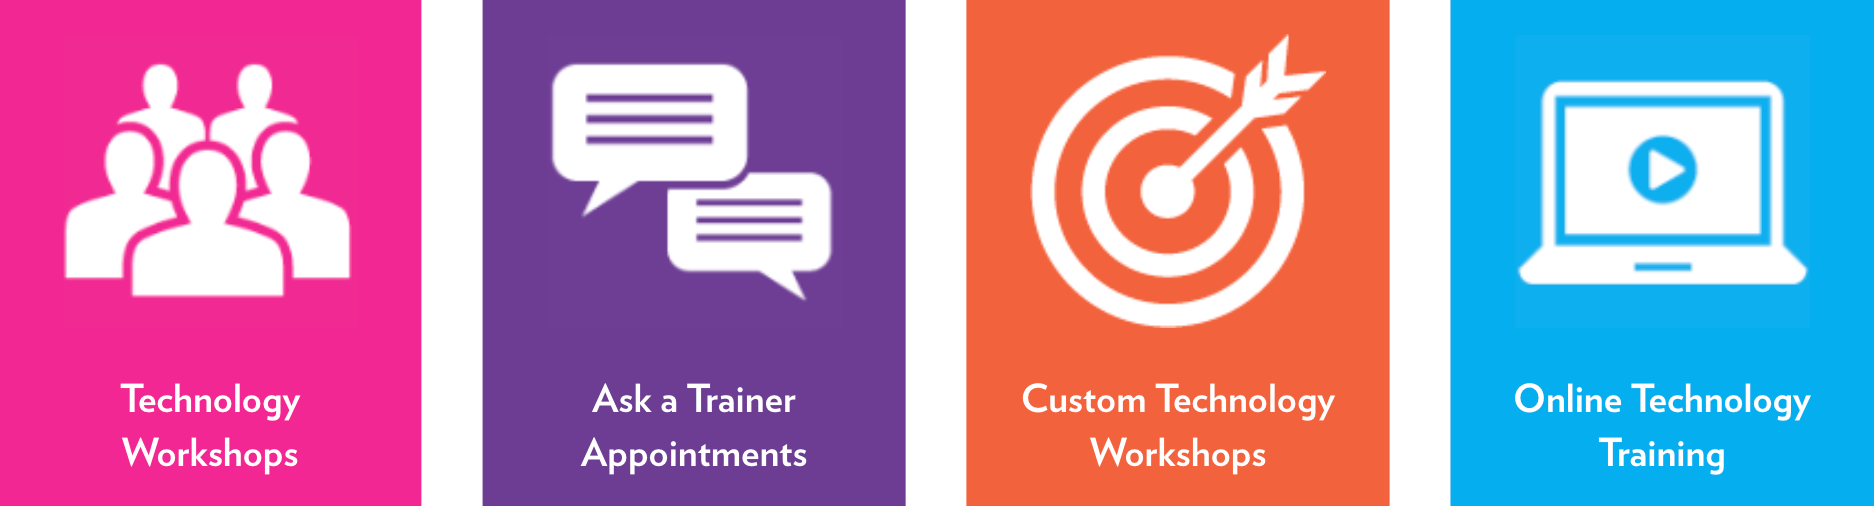 Technology
Workshops
Ask a Trainer
Appointments
Custom Technology
Workshops
Online Technology
Training